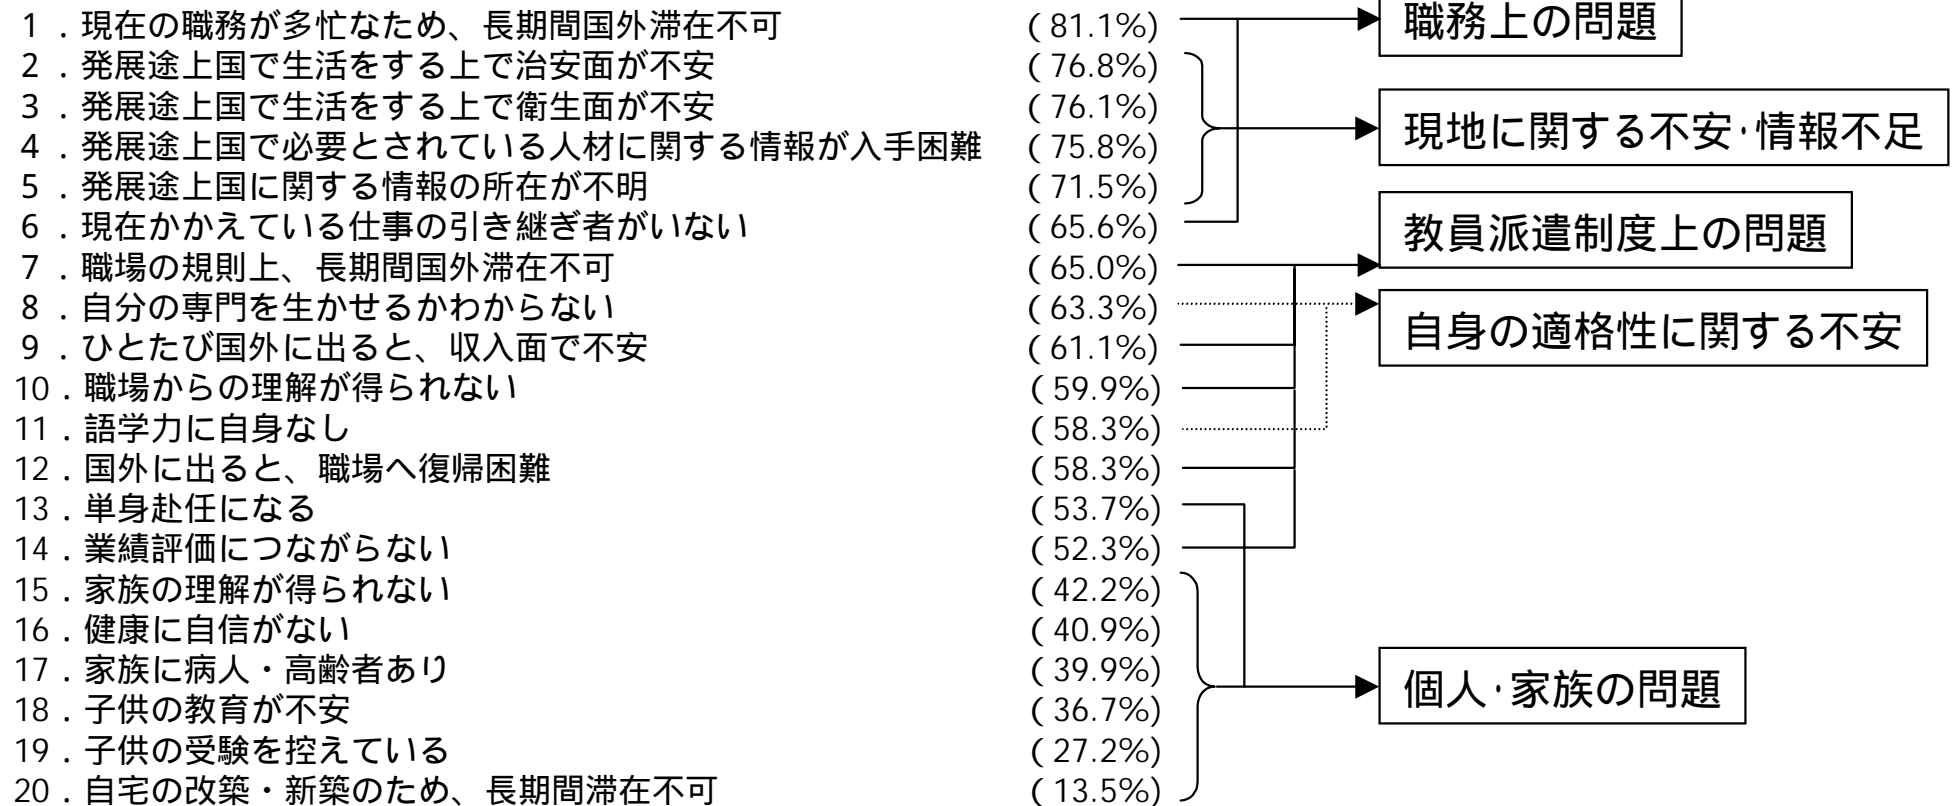 1．現在の職務が多忙なため、長期間国外滞在不可 (81.1%)
2．発展途上国で生活をする上で治安面が不安 (76.8%)
3．発展途上国で生活をする上で衛生面が不安 (76.1%)
4．発展途上国で必要とされている人材に関する情報が入手困難 (75.8%)
5．発展途上国に関する情報の所在が不明 (71.5%)
6．現在かかえている仕事の引き継ぎ者がいない (65.6%)
7．職場の規則上、長期間国外滞在不可 (65.0%)
8．自分の専門を生かせるかわからない (63.3%)
9．ひとたび国外に出ると、収入面で不安 (61.1%)
10．職場からの理解が得られない (59.9%)
11．語学力に自身なし (58.3%)
12．国外に出ると、職場へ復帰困難 (58.3%)
13．単身赴任になる (53.7%)
14．業績評価につながらない (52.3%)
15．家族の理解が得られない (42.2%)
16．健康に自信がない (40.9%)
17．家族に病人・高齢者あり (39.9%)
18．子供の教育が不安 (36.7%)
19．子供の受験を控えている (27.2%)
20．自宅の改築・新築のため、長期間滞在不可 (13.5%)
職務上の問題
現地に関する不安・情報不足
教員派遣制度上の問題
自身の適格性に関する不安
個人・家族の問題